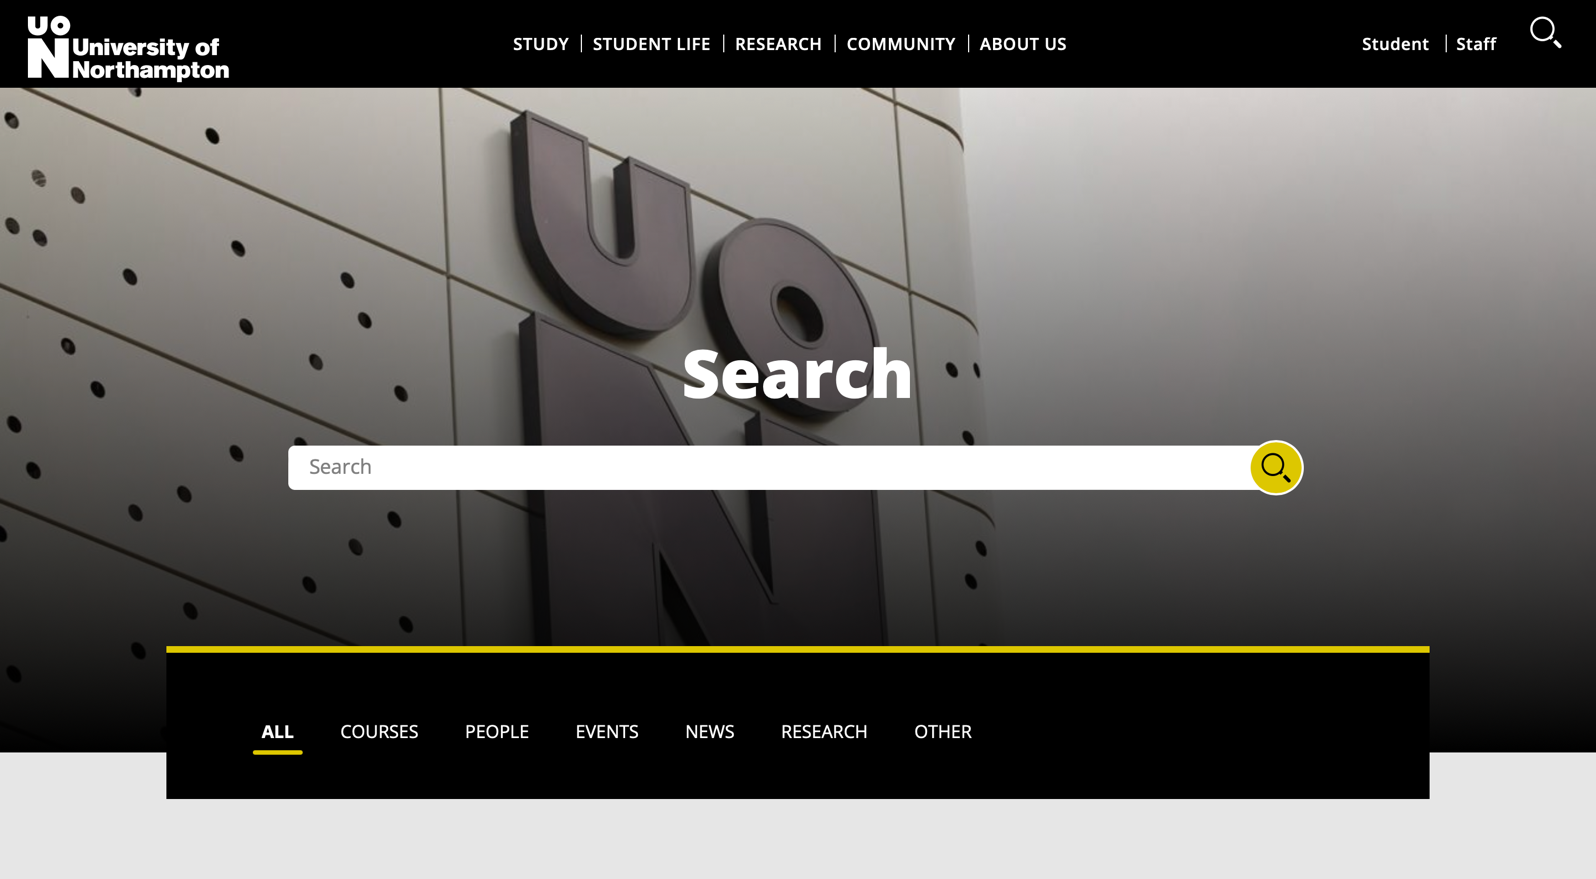 UO
N University of
Northampton
STUDY
STUDENT LIFE
RESEARCH
COMMUNITY
ABOUT US
Student
Staff
UO
N
Search
Search
ALL
COURSES
PEOPLE
EVENTS
NEWS
RESEARCH
OTHER